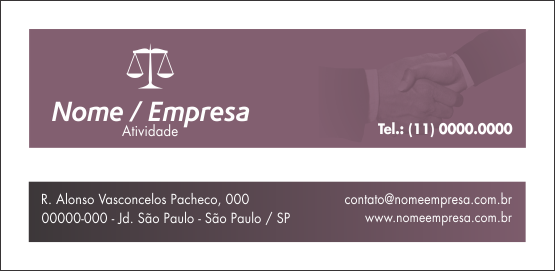 Nome / Empresa
Atividade
Tel.: (11) 0000.0000
R. Alonso Vasconcelos Pacheco, 000
00000-000 - Jd. São Paulo - São Paulo / SP
contato@nomeempresa.com.br
www.nomeempresa.com.br